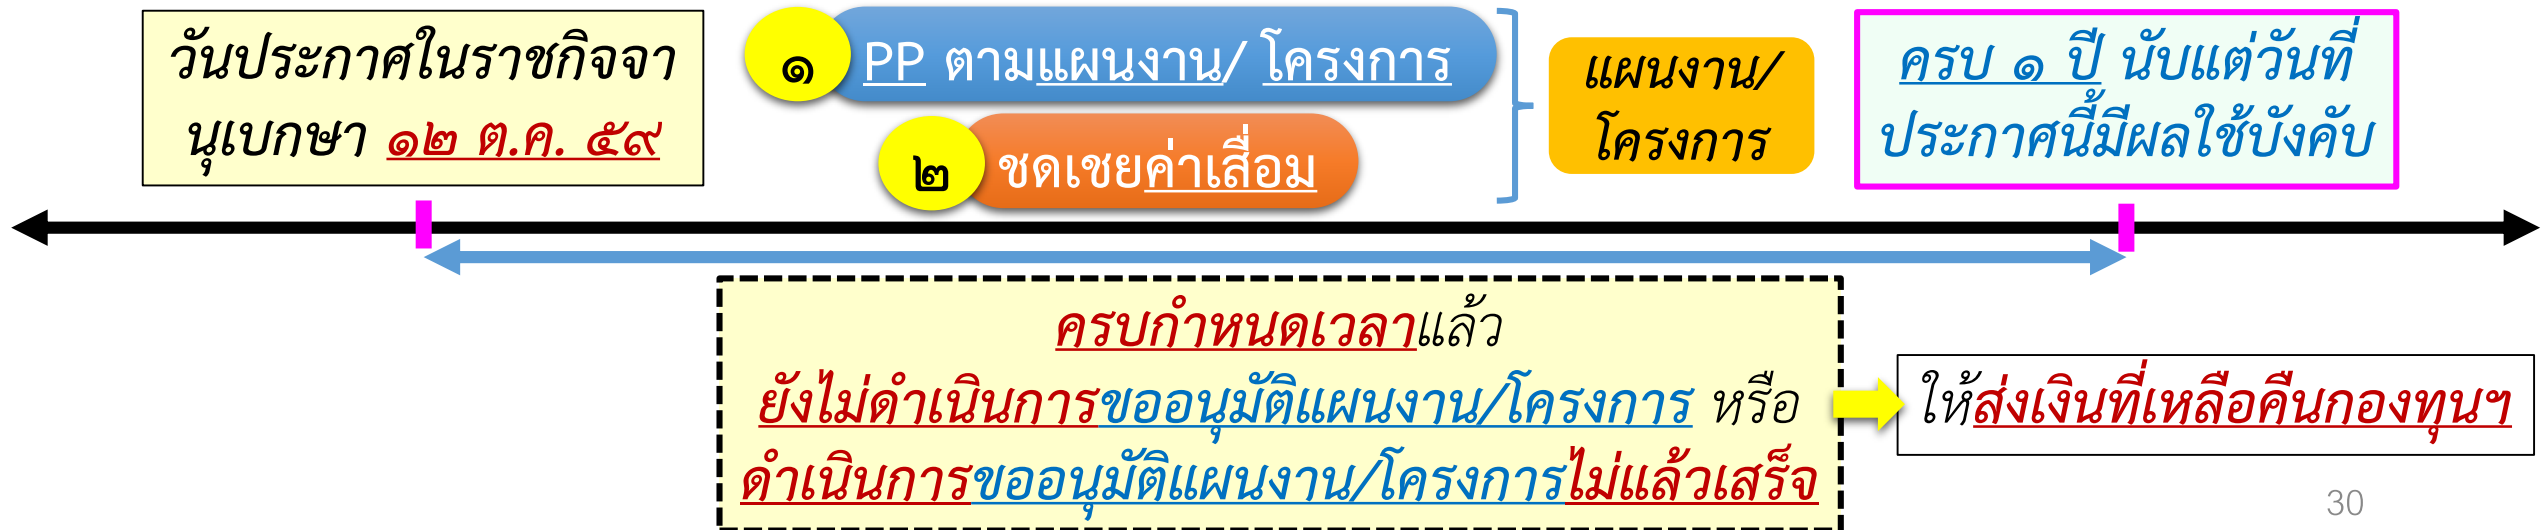 วันประกาศในราชกิจจา
นุเบกษา ๑๒ ต.ค. ๕๙
๑ PP ตามแผนงาน/ โครงการ
๒ ชดเชยค่าเสื่อม
แผนงาน/
โครงการ
ครบ ๑ ปี นับแต่วันที่
ประกาศนี้มีผลใช้บังคับ
ครบกำหนดเวลาแล้ว
ยังไม่ดำเนินการขออนุมัติแผนงาน/โครงการ หรือ
ดำเนินการขออนุมัติแผนงาน/โครงการไม่แล้วเสร็จ
ให้ส่งเงินที่เหลือคืนกองทุนฯ
30